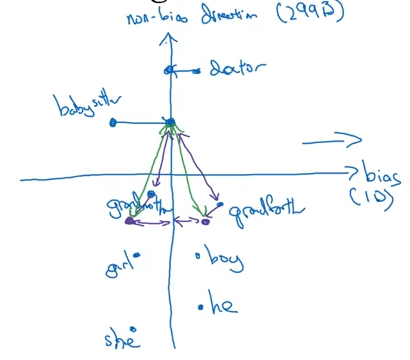 non-bias direction (299D)
doctor
babysitter
bias
(1D)
grandmother
grandfather
girl
boy
he
she